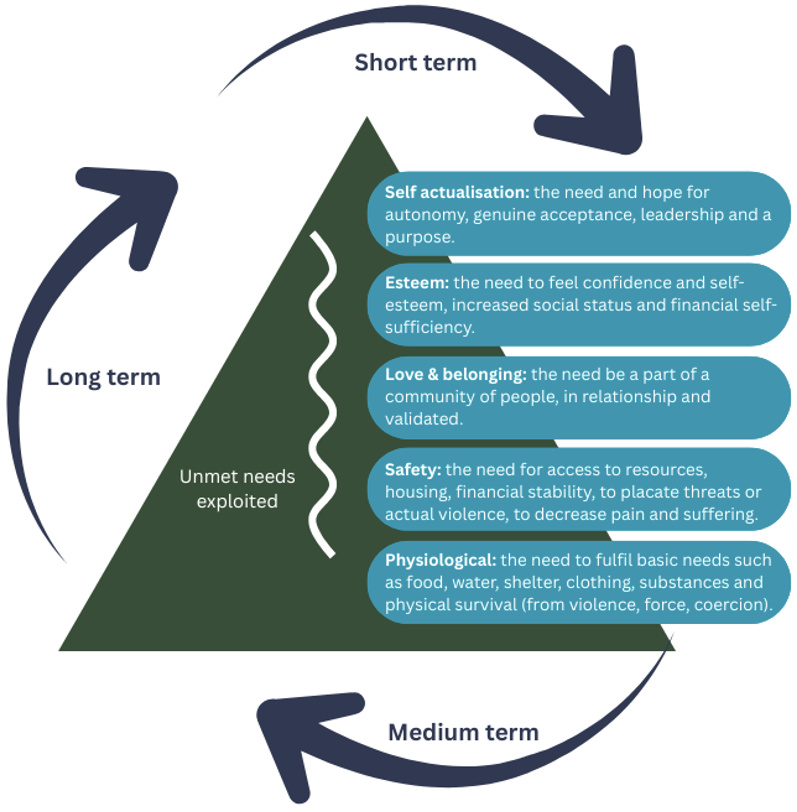 Short term
Self actualisation: the need and hope for
autonomy, genuine acceptance, leadership and a
purpose.
Esteem: the need to feel confidence and self-
esteem, increased social status and financial self-
sufficiency.
Long term
Love & belonging: the need be a part of a
community of people, in relationship and
validated.
Unmet needs
exploited
Safety: the need for access to resources,
housing, financial stability, to placate threats or
actual violence, to decrease pain and suffering.
Physiological: the need to fulfil basic needs such
as food, water, shelter, clothing, substances and
physical survival (from violence, force, coercion).
Medium term